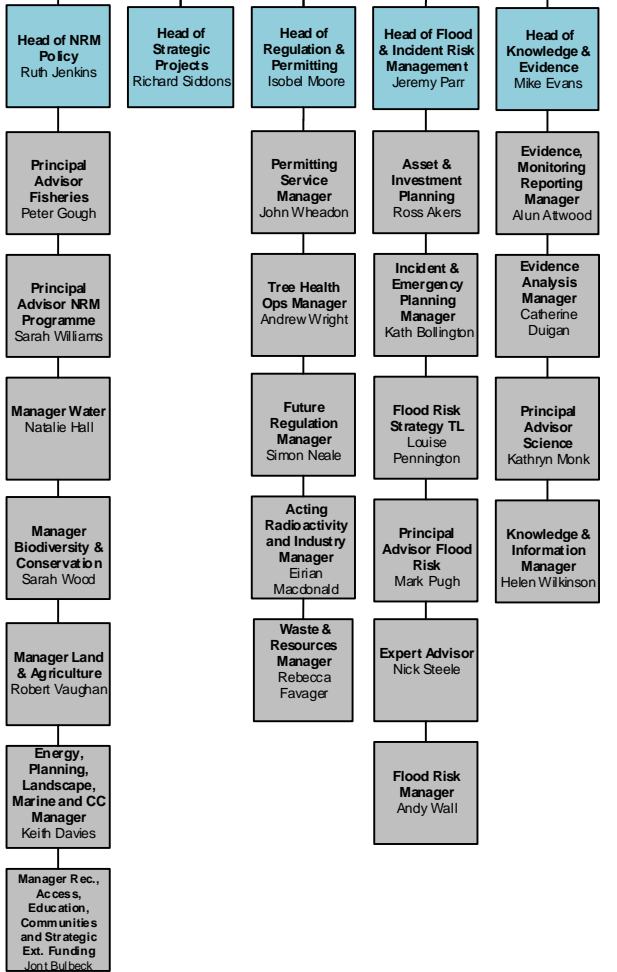 Head of NRM
Policy
Ruth Jenkins
Principal
Advisor
Fisheries
Peter Gough
Principal
Advisor NRM
Programme
Sarah Williams
Manager Water
Natalie Hall
Manager
Biodiversity &
Conservation
Sarah Wood
Manager Land
& Agriculture
Robert Vaughan
Energy,
Planning,
Landscape,
Marine and CC
Manager
Keith Davies
Manager Rec.,
Access,
Education,
Communities
and Strategic
Ext. Funding
Jont Bulbeck
Head of
Strategic
Projects
Richard Siddons
Head of
Regulation &
Permitting
Isobel Moore
Permitting
Service
Manager
John Wheadon
Tree Health
Ops Manager
Andrew Wright
Future
Regulation
Manager
Simon Neale
Acting
Radioactivity
and Industry
Manager
Eirian
Macdonald
Waste &
Resources
Manager
Rebecca
Favager
Head of Flood
& Incident Risk
Management
Jeremy Parr
Asset &
Investment
Planning
Ross Akers
Incident &
Emergency
Planning
Manager
Kath Bollington
Flood Risk
Strategy TL
Louise
Pennington
Principal
Advisor Flood
Risk
Mark Pugh
Expert Advisor
Nick Steele
Flood Risk
Manager
Andy Wall
Head of
Knowledge &
Evidence
Mike Evans
Evidence,
Monitoring
Reporting
Manager
Alun Attwood
Evidence
Analysis
Manager
Catherine
Duigan
Principal
Advisor
Science
Kathryn Monk
Knowledge &
Information
Manager
Helen Wilkinson